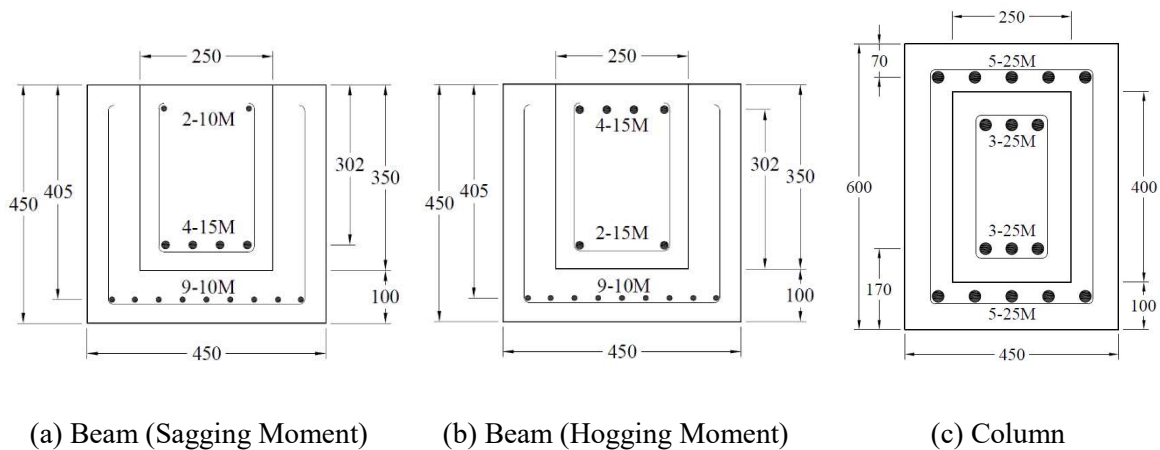 250
2-10M
4-15M
9-10M
450
405
302
350
100
450
(a) Beam (Sagging Moment)
250
4-15M
2-15M
9-10M
450
405
302
350
100
450
(b) Beam (Hogging Moment)
250
70
5-25M
3-25M
600
400
3-25M
170
100
5-25M
450
(c) Column